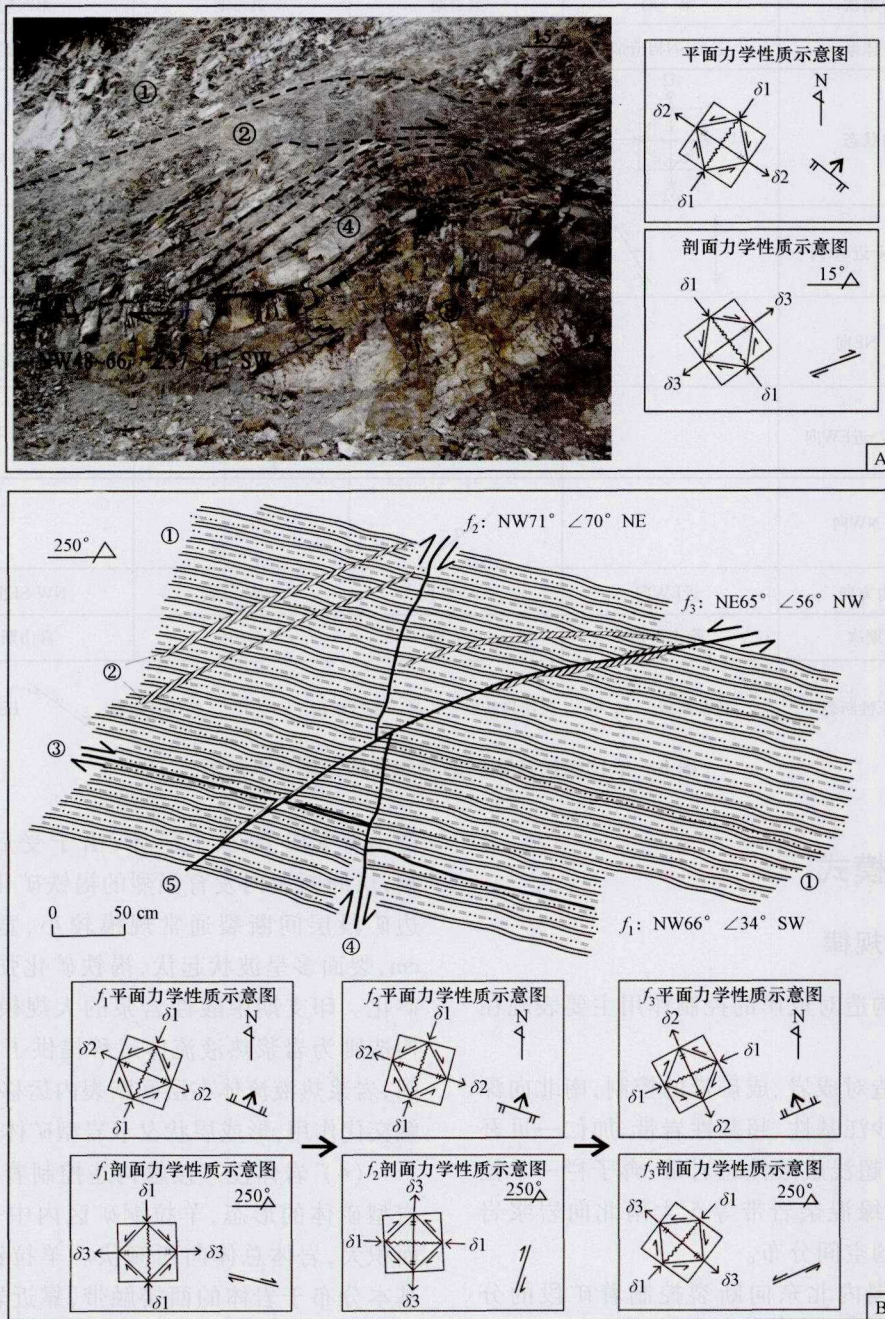 15°
①
②
④
③
NW48-66° ∠37-41° SW
平面力学性质示意图
δ1
N
δ2
δ2
δ1
剖面力学性质示意图
15°
δ1
δ3
δ3
δ1
A
①
f₂: NW71° ∠70° NE
250°
f₃: NE65° ∠56° NW
②
③
⑤
①
0 50 cm
④
f₁: NW66° ∠34° SW
f₁平面力学性质示意图
δ1
N
δ2
δ2
δ1
f₂平面力学性质示意图
δ1
N
δ2
δ2
δ1
f₃平面力学性质示意图
δ2
N
δ1
δ1
δ2
f₁剖面力学性质示意图
δ1
250°
δ3
δ3
δ1
f₂剖面力学性质示意图
δ3
250°
δ1
δ1
δ3
f₃剖面力学性质示意图
δ3
δ1
250°
δ1
δ3
B